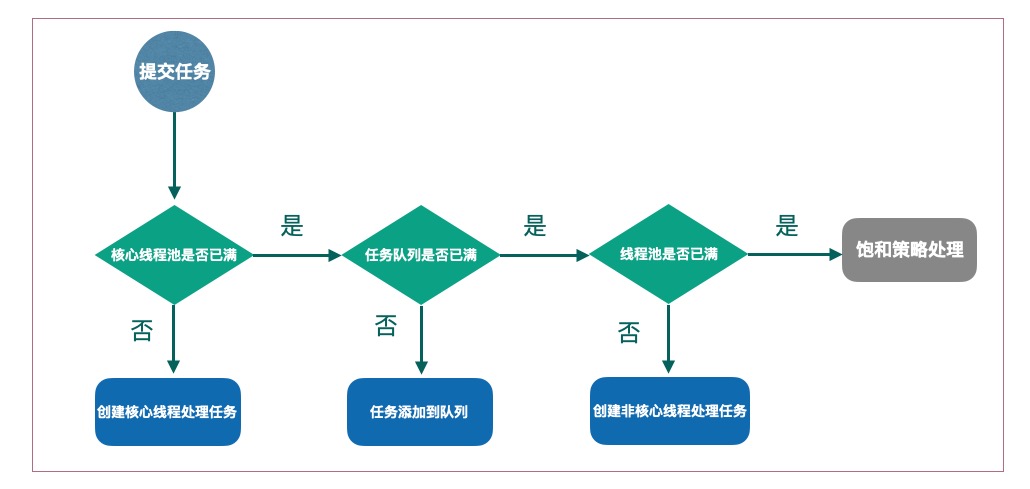 提交任务
核心线程池是否已满
是
任务队列是否已满
是
线程池是否已满
是
饱和策略处理
否
否
否
创建核心线程处理任务
任务添加到队列
创建非核心线程处理任务